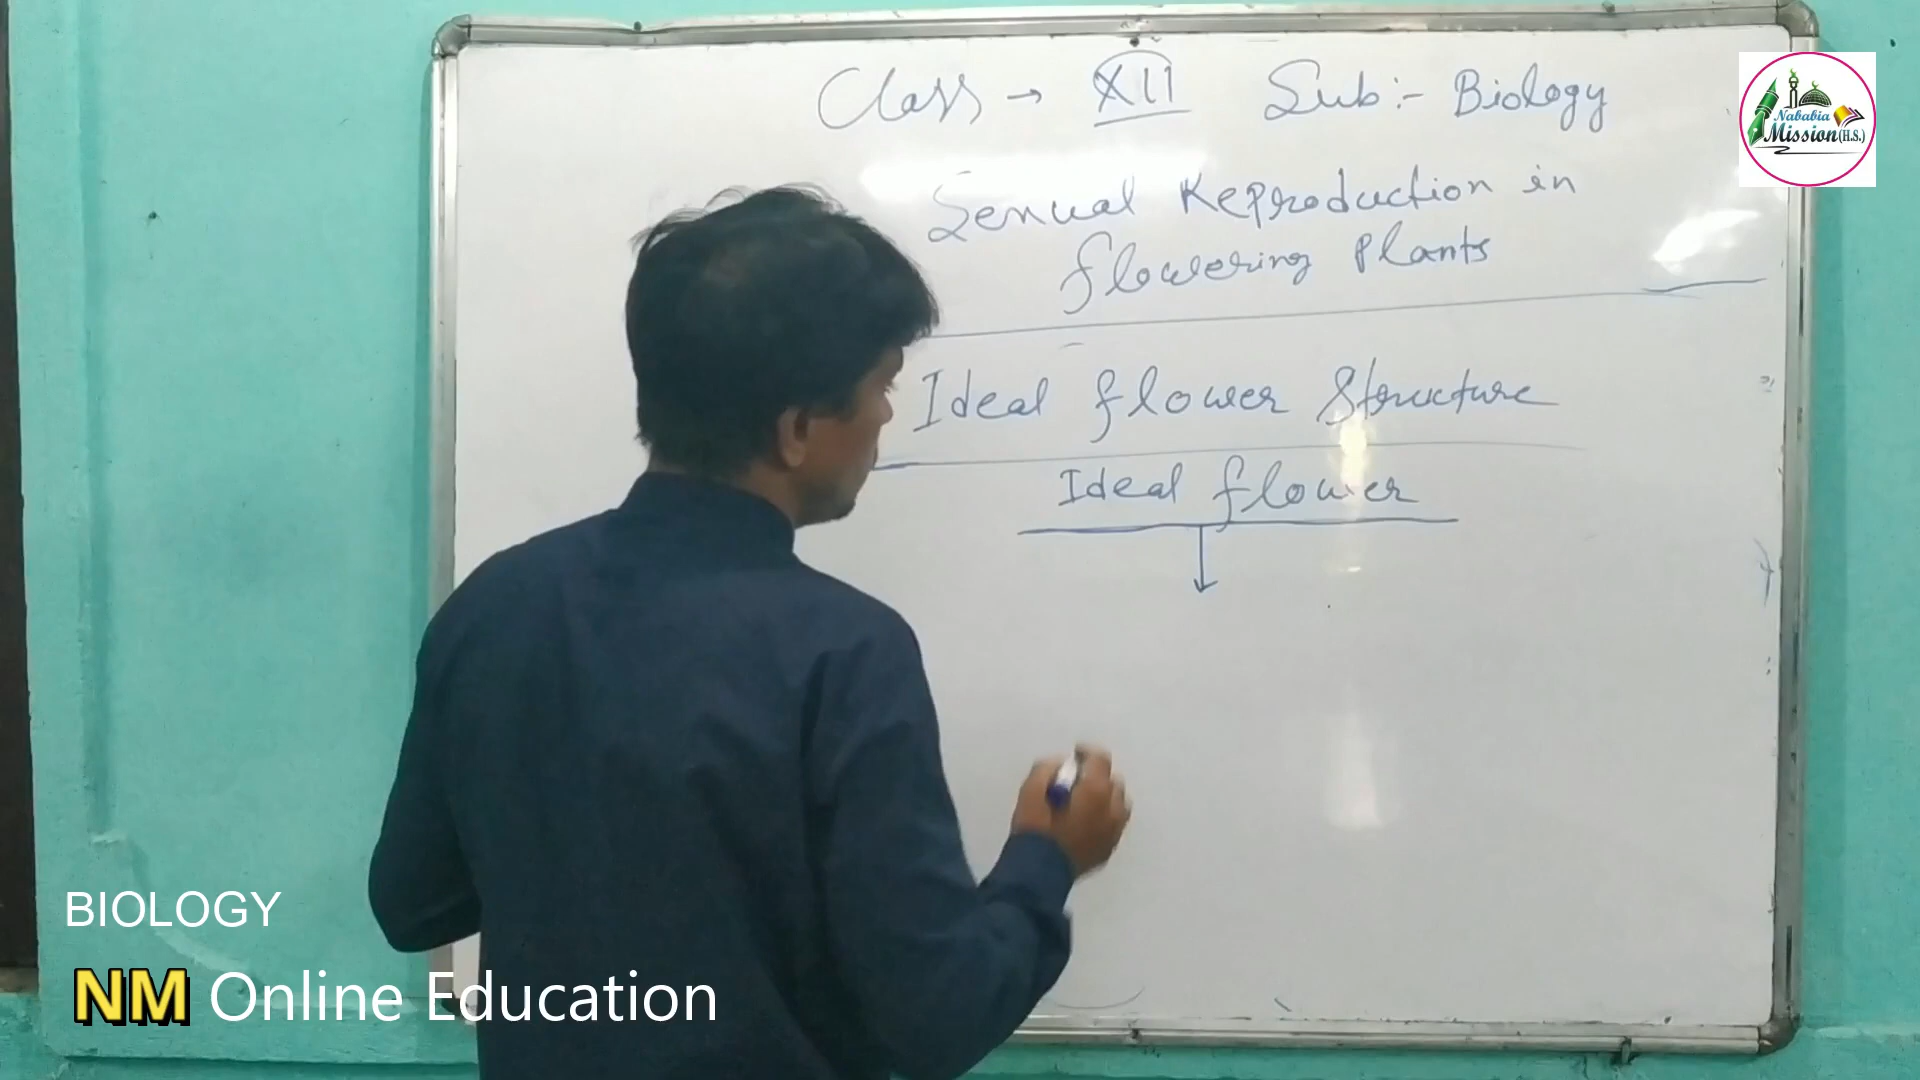 Class → XII Sub:- Biology
Sexual Reproduction in
flowering Plants
Ideal flower Structure
Ideal flower
Nababia
Mission (H.S.)
BIOLOGY
NM Online Education